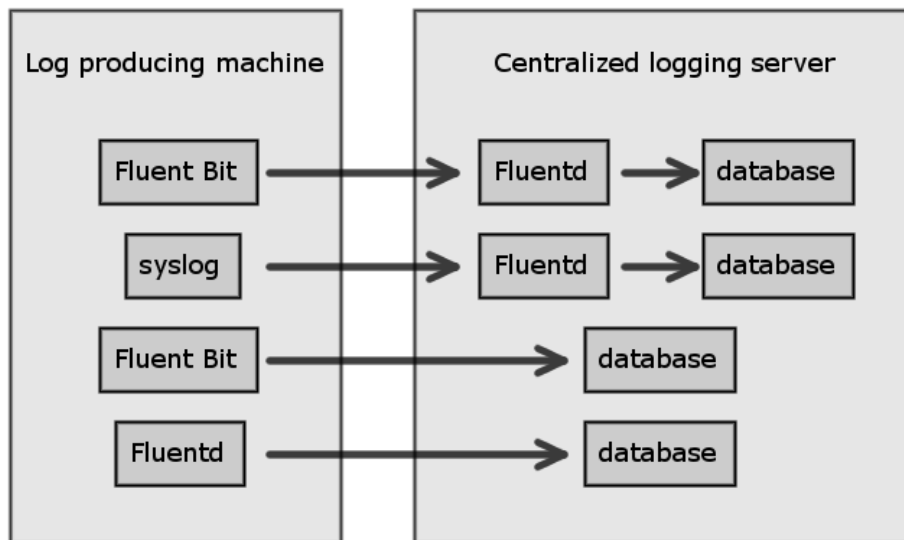 Log producing machine
Centralized logging server
Fluent Bit
Fluentd
database
syslog
Fluentd
database
Fluent Bit
database
Fluentd
database